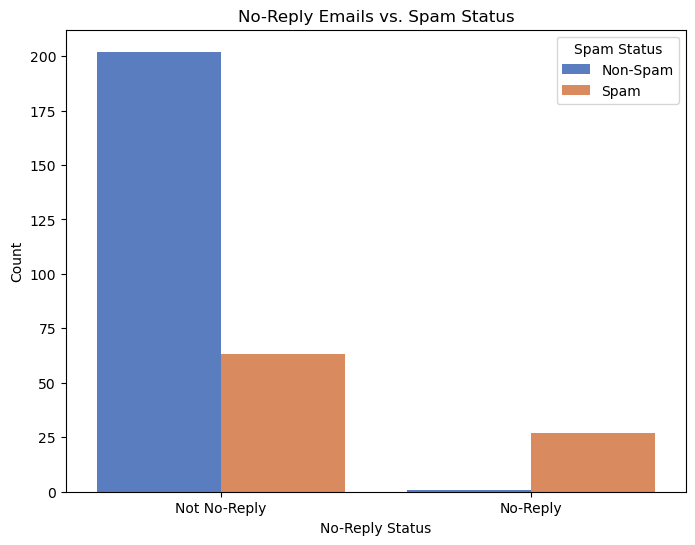 No-Reply Emails vs. Spam Status
Spam Status
Non-Spam
Spam
200
175
150
125
100
75
50
25
0
Count
Not No-Reply
No-Reply
No-Reply Status